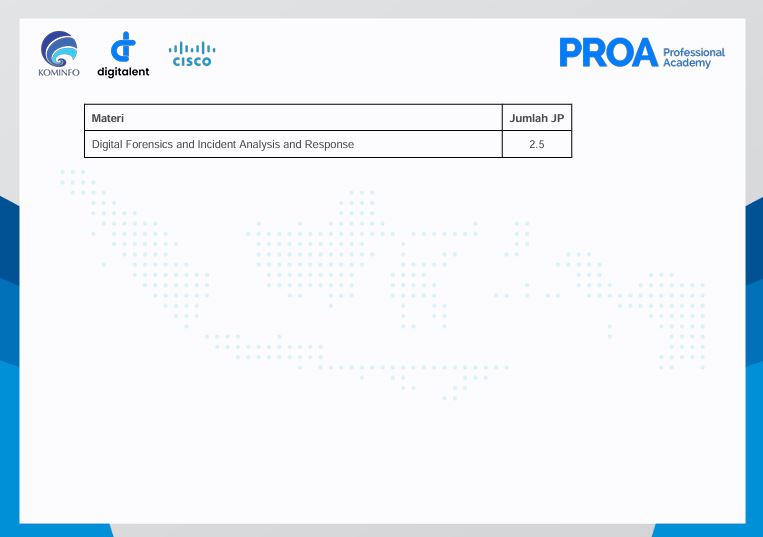 KOMINFO
digitalent
CISCO
PROA Professional Academy
Materi Jumlah JP
Digital Forensics and Incident Analysis and Response 2.5